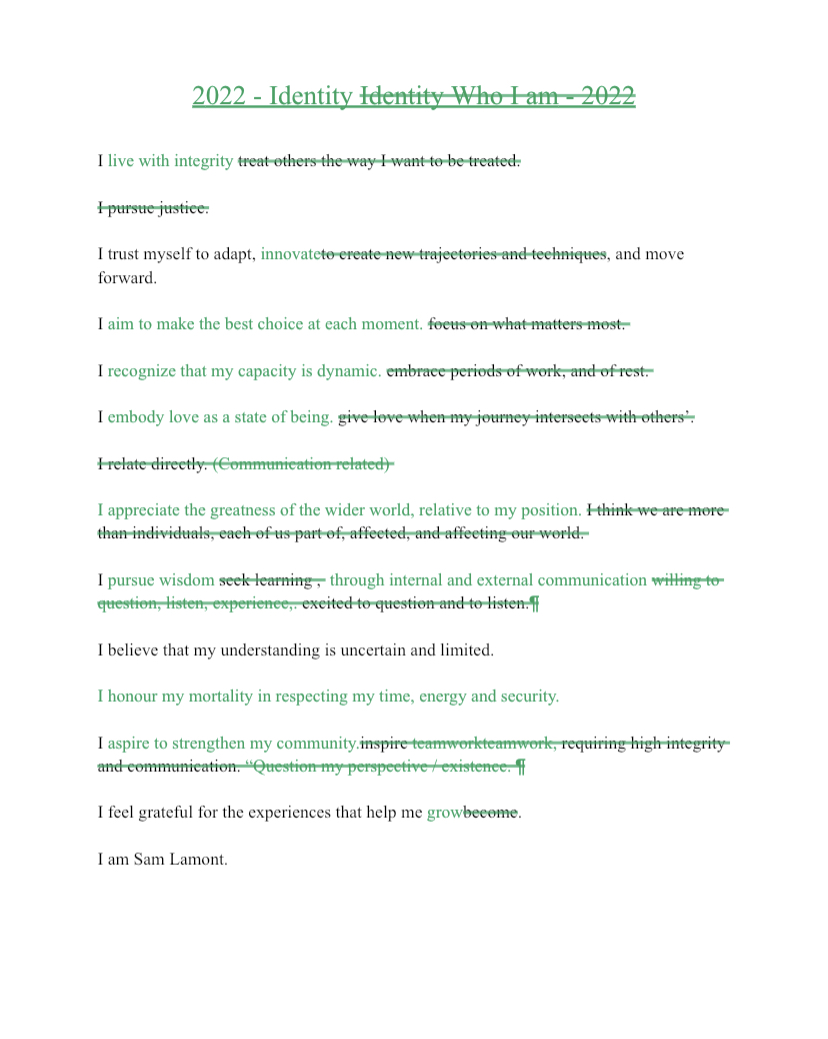 2022 - Identity Identity Who I am - 2022
I live with integrity treat others the way I want to be treated.
I pursue justice.
I trust myself to adapt, innovateto create new trajectories and techniques, and move
forward.
I aim to make the best choice at each moment. focus on what matters most.
I recognize that my capacity is dynamic. embrace periods of work, and of rest.
I embody love as a state of being. give love when my journey intersects with others’.
I relate directly. (Communication related)
I appreciate the greatness of the wider world, relative to my position. I think we are more
than individuals, each of us part of, affected, and affecting our world.
I pursue wisdom seek learning , through internal and external communication willing to
question, listen, experience,. excited to question and to listen.¶
I believe that my understanding is uncertain and limited.
I honour my mortality in respecting my time, energy and security.
I aspire to strengthen my community.inspire teamworkteamwork, requiring high integrity
and communication. “Question my perspective / existence. ¶
I feel grateful for the experiences that help me growbecome.
I am Sam Lamont.